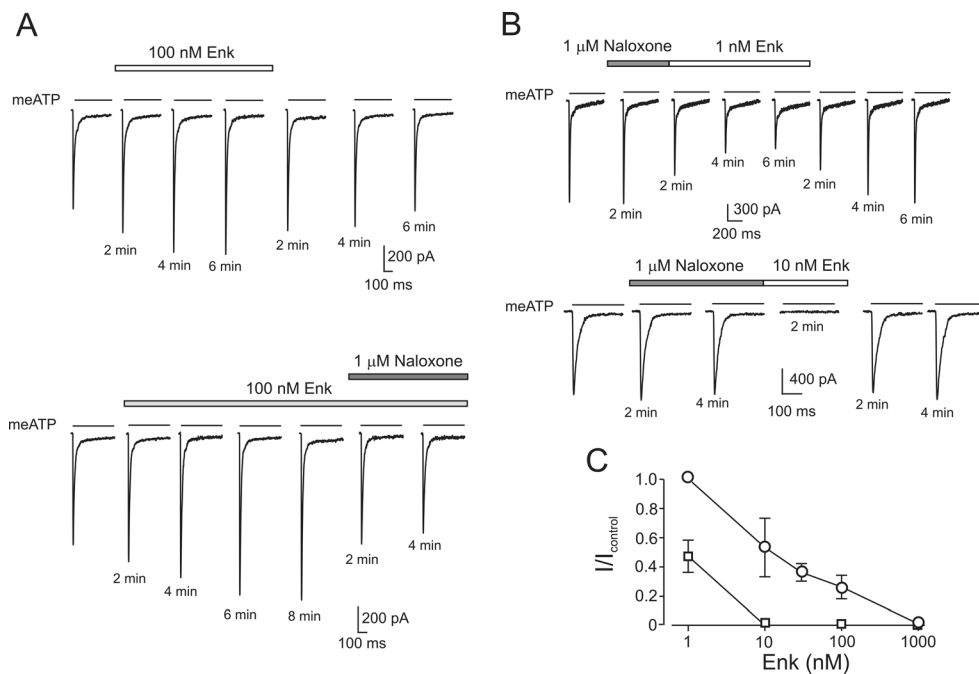 A
100 nM Enk
meATP
2 min
4 min
6 min
2 min
4 min
6 min
200 pA
100 ms
1 μM Naloxone
100 nM Enk
meATP
2 min
4 min
6 min
8 min
2 min
4 min
200 pA
100 ms
B
1 μM Naloxone
1 nM Enk
meATP
2 min
2 min
4 min
6 min
2 min
4 min
6 min
300 pA
200 ms
1 μM Naloxone
10 nM Enk
meATP
2 min
4 min
2 min
2 min
4 min
400 pA
100 ms
C
I/Icontrol
1.0
0.8
0.6
0.4
0.2
0
1
10
100
1000
Enk (nM)